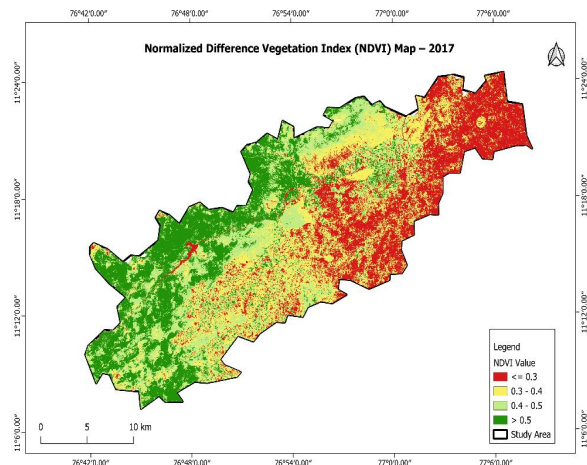 76°42'0.00" 76°48'0.00" 76°54'0.00" 77°0'0.00" 77°6'0.00"
Normalized Difference Vegetation Index (NDVI) Map – 2017
11°24'0.00" 11°24'0.00"
11°18'0.00" 11°18'0.00"
11°12'0.00" 11°12'0.00"
11°6'0.00" 11°6'0.00"
Legend
NDVI Value
<= 0.3
0.3 - 0.4
0.4 - 0.5
> 0.5
Study Area
0 5 10 km
76°42'0.00" 76°48'0.00" 76°54'0.00" 77°0'0.00" 77°6'0.00"